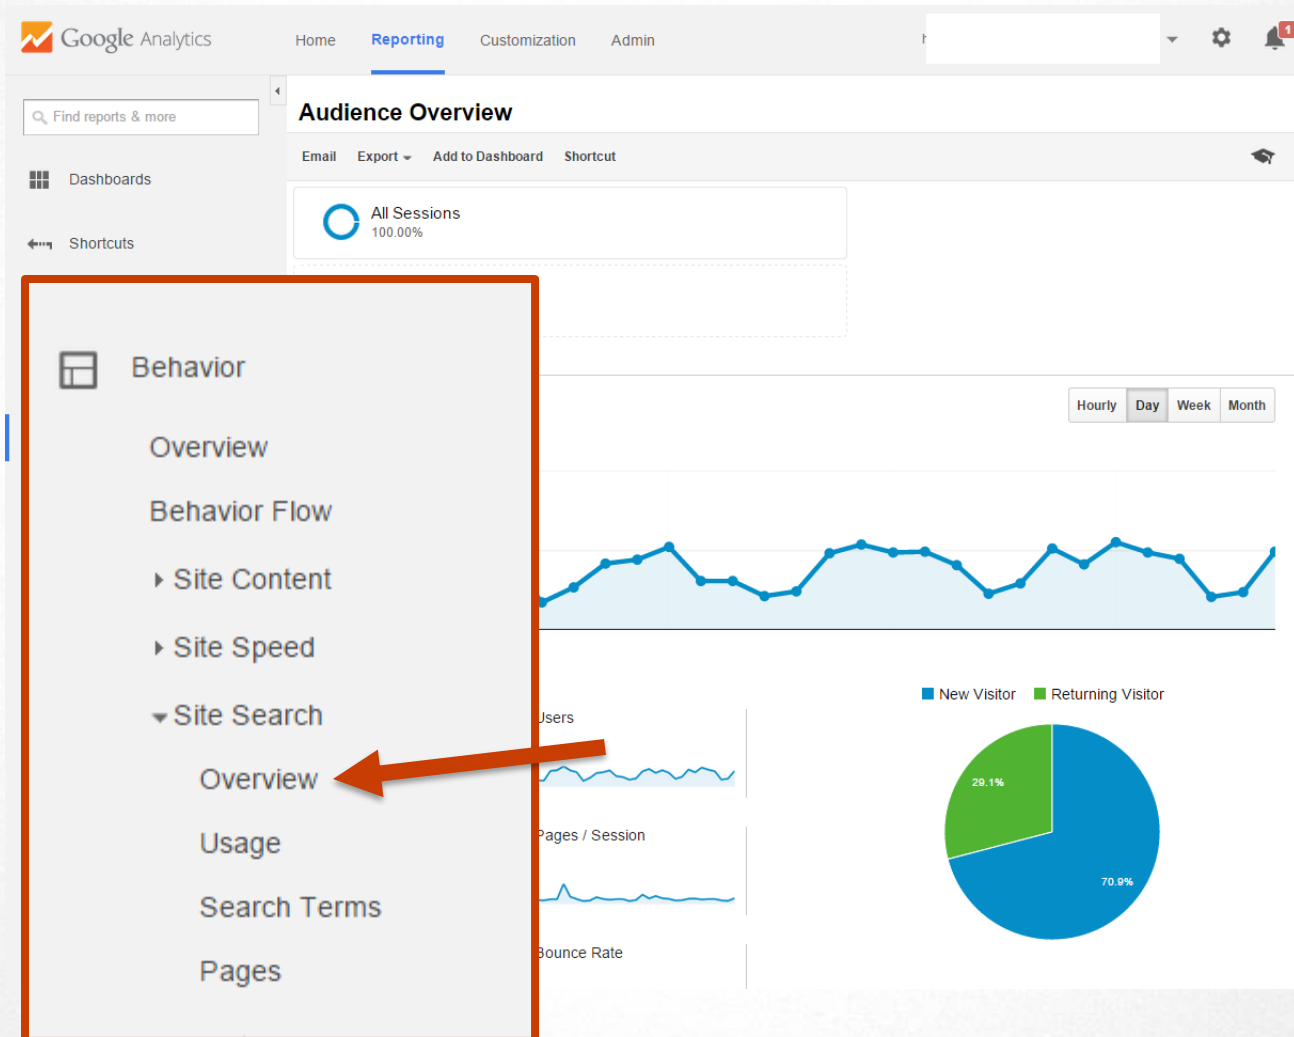 Google Analytics
Home Reporting Customization Admin
1
Find reports & more
Audience Overview
Email Export Add to Dashboard Shortcut
Dashboards
All Sessions
100.00%
Shortcuts
Behavior
Overview
Behavior Flow
Site Content
Site Speed
Site Search
Overview
Usage
Search Terms
Pages
Hourly Day Week Month
New Visitor Returning Visitor
Users
29.1%
Pages / Session
70.9%
Bounce Rate